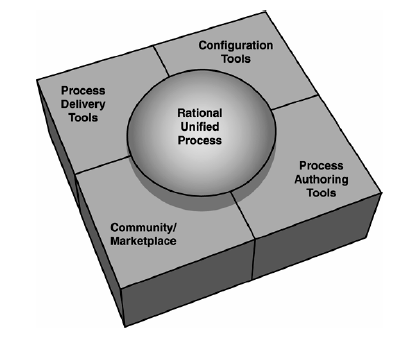 Configuration
Tools
Process
Delivery
Tools
Rational
Unified
Process
Process
Authoring
Tools
Community/
Marketplace